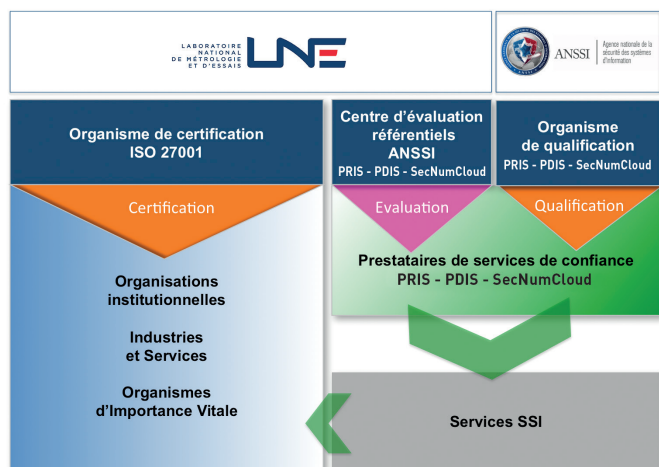 LABORATOIRE
NATIONAL
DE MÉTROLOGIE
ET D'ESSAIS
LNE
ANSSI
Agence nationale de la
sécurité des systèmes
d'information
Organisme de certification
ISO 27001
Centre d'évaluation
référentiels
ANSSI
PRIS - PDIS - SecNumCloud
Organisme
de qualification
PRIS - PDIS - SecNumCloud
Certification
Evaluation
Qualification
Prestataires de services de confiance
PRIS - PDIS - SecNumCloud
Organisations
institutionnelles
Industries
et Services
Organismes
d'Importance Vitale
Services SSI